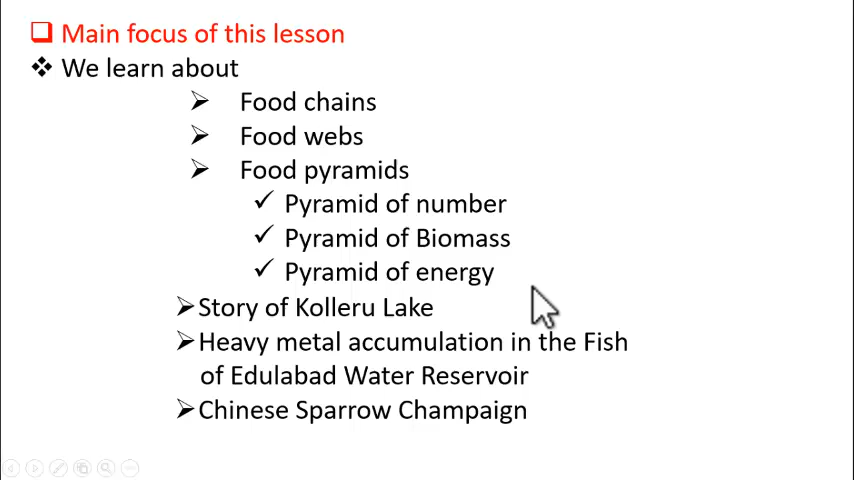 Main focus of this lesson
We learn about
Food chains
Food webs
Food pyramids
Pyramid of number
Pyramid of Biomass
Pyramid of energy
Story of Kolleru Lake
Heavy metal accumulation in the Fish
of Edulabad Water Reservoir
Chinese Sparrow Champaign